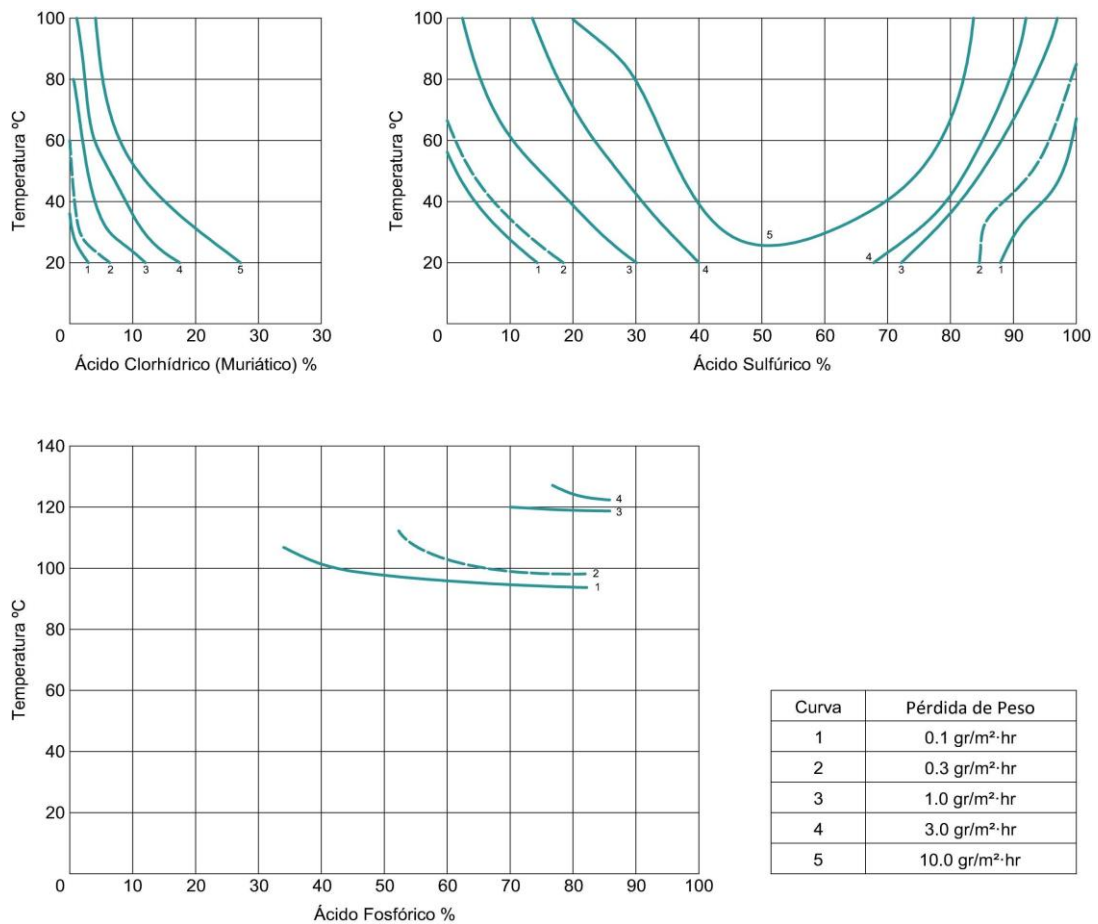 100
80
60
40
20
0 10 20 30 30
Temperatura ºC
Ácido Clorhídrico (Muriático) %
1 2 3 4 5
100
80
60
40
20
0 10 20 30 40 50 60 70 80 90 100
Temperatura ºC
Ácido Sulfúrico %
1 2 3 4 5 4 3 2 1
140
120
100
80
60
40
20
0 10 20 30 40 50 60 70 80 90 100
Temperatura ºC
Ácido Fosfórico %
4
3
2
1
Curva Pérdida de Peso
1 0.1 gr/m²·hr
2 0.3 gr/m²·hr
3 1.0 gr/m²·hr
4 3.0 gr/m²·hr
5 10.0 gr/m²·hr